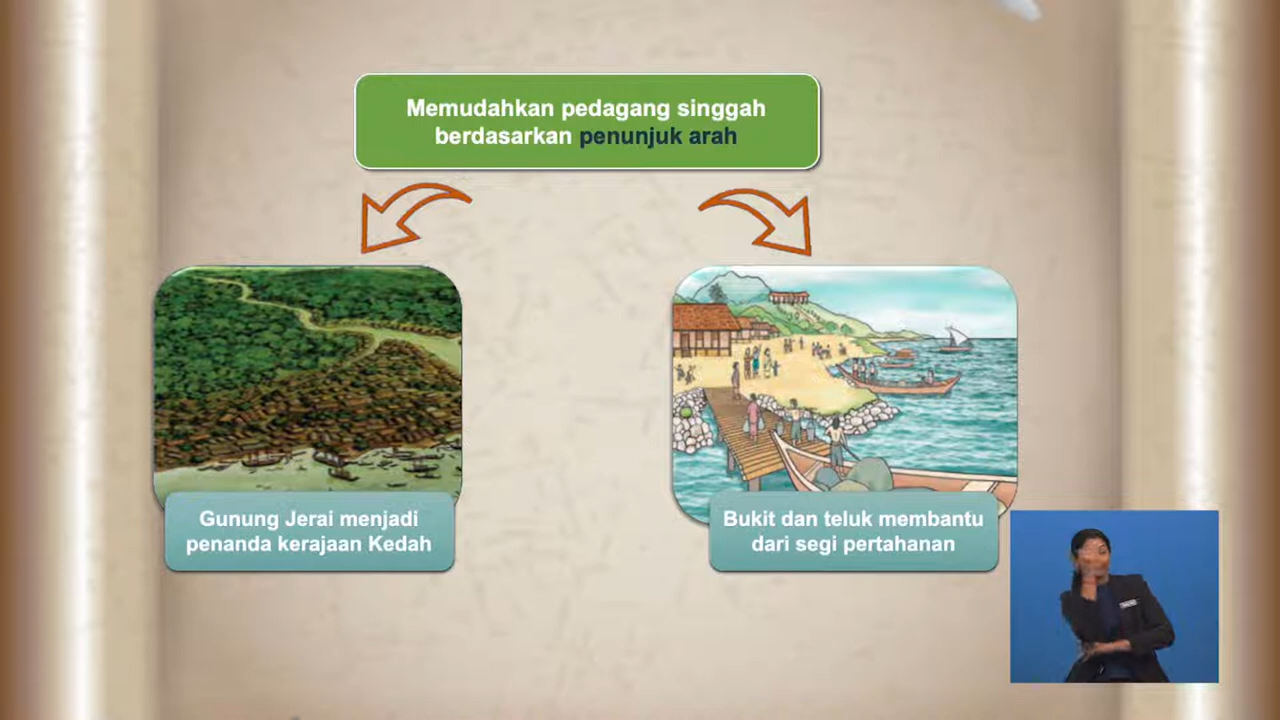 Memudahkan pedagang singgah
berdasarkan penunjuk arah
Gunung Jerai menjadi
penanda kerajaan Kedah
Bukit dan teluk membantu
dari segi pertahanan